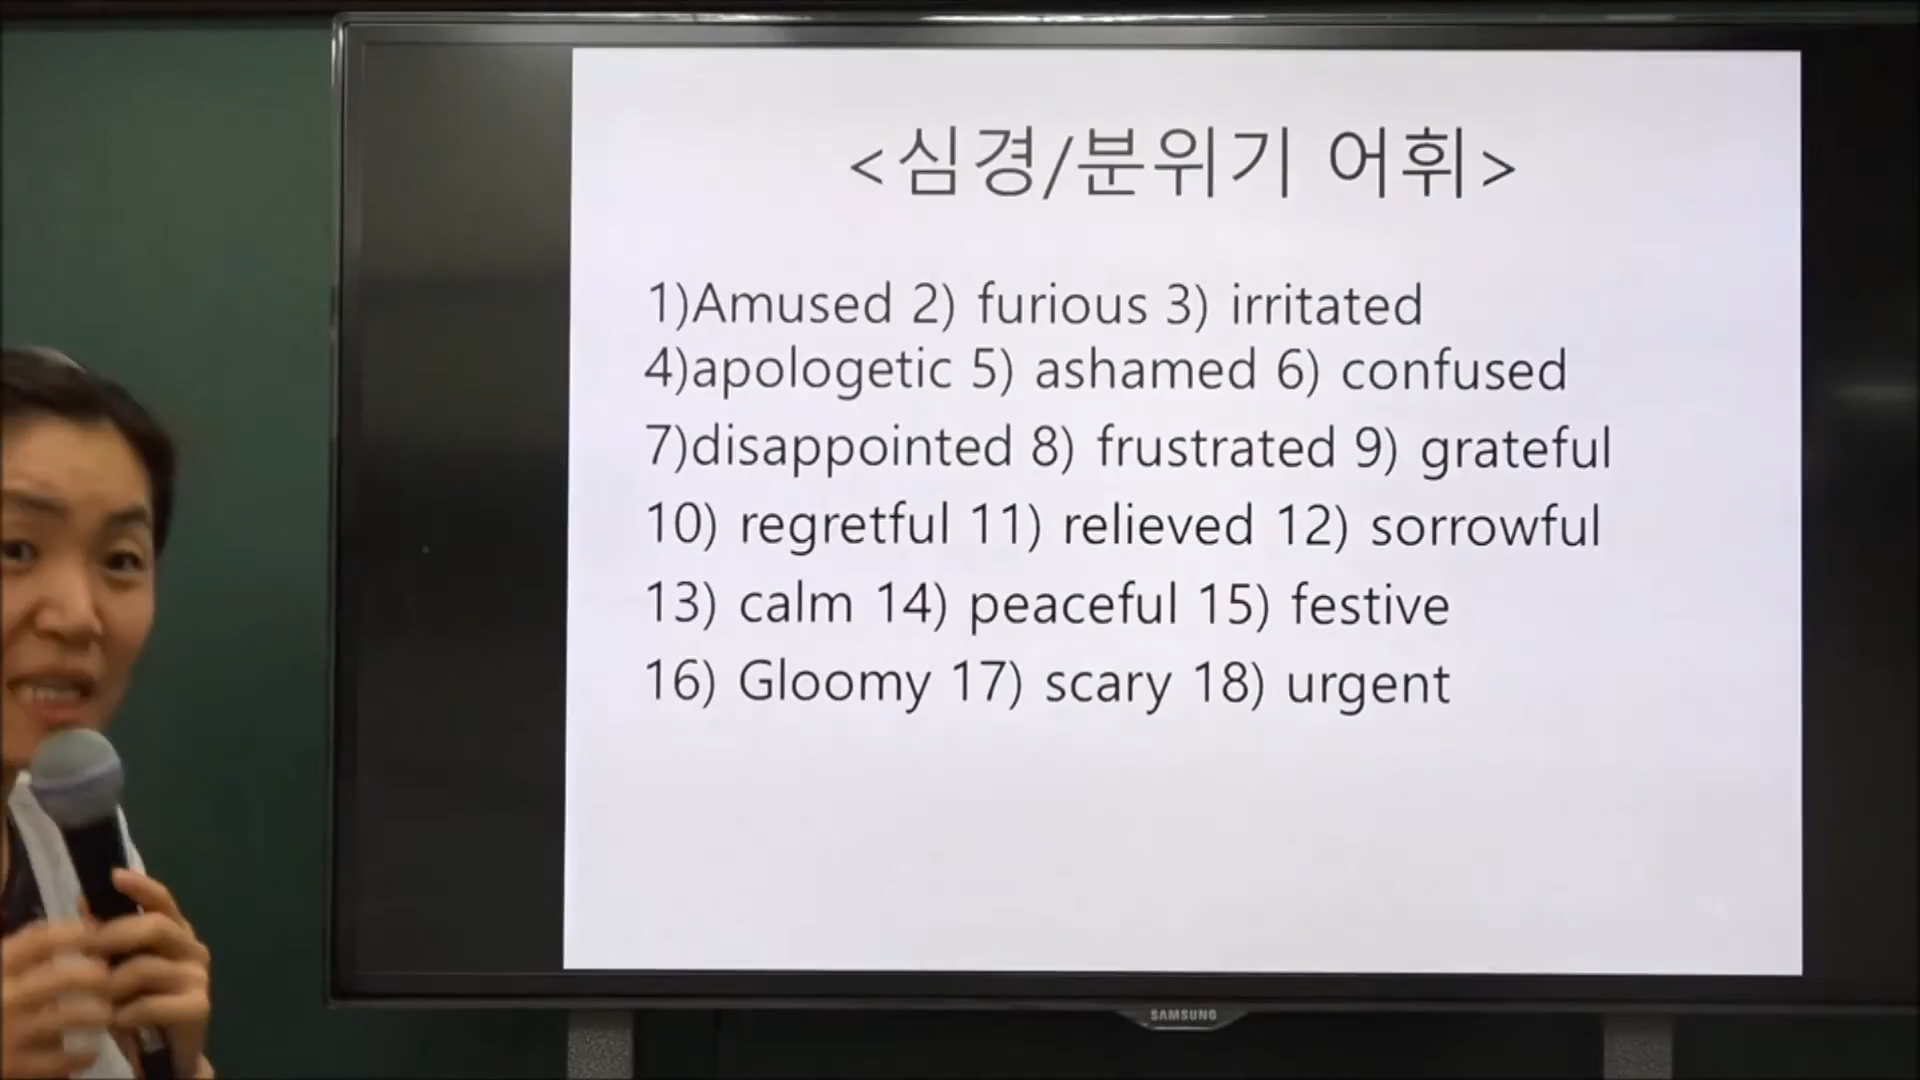 <심경/분위기 어휘>
1)Amused 2) furious 3) irritated
4)apologetic 5) ashamed 6) confused
7)disappointed 8) frustrated 9) grateful
10) regretful 11) relieved 12) sorrowful
13) calm 14) peaceful 15) festive
16) Gloomy 17) scary 18) urgent
SAMSUNG